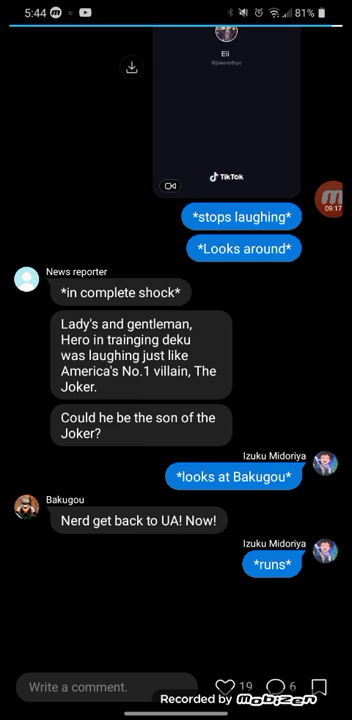 5:44
81%
Eli
@jokerofnyc
TikTok
09:17
*stops laughing*
*Looks around*
News reporter
*in complete shock*
Lady's and gentleman,
Hero in trainging deku
was laughing just like
America's No.1 villain, The
Joker.
Could he be the son of the
Joker?
Izuku Midoriya
*looks at Bakugou*
Bakugou
Nerd get back to UA! Now!
Izuku Midoriya
*runs*
Write a comment.
19
6
Recorded by mobizen